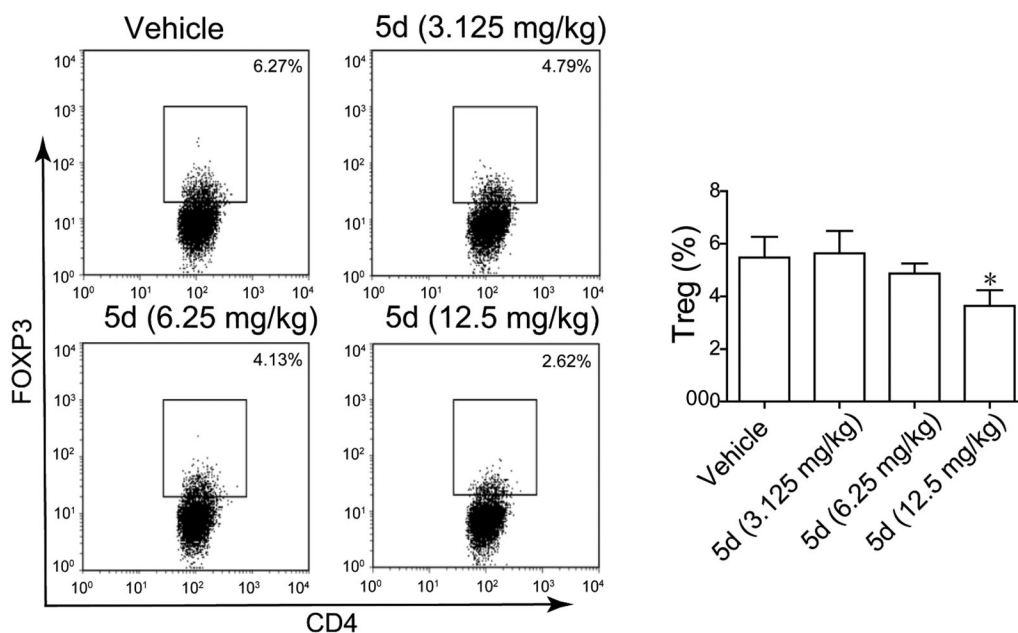 Vehicle
5d (3.125 mg/kg)
10⁴
10³
10²
10¹
10⁰
6.27%
10⁰ 10¹ 10² 10³ 10⁴
10⁴
10³
10²
10¹
10⁰
4.79%
10⁰ 10¹ 10² 10³ 10⁴
5d (6.25 mg/kg)
5d (12.5 mg/kg)
10⁴
10³
10²
10¹
10⁰
4.13%
10⁰ 10¹ 10² 10³ 10⁴
10⁴
10³
10²
10¹
10⁰
2.62%
10⁰ 10¹ 10² 10³ 10⁴
FOXP3
CD4
Treg (%)
8
6
4
2
000
*
Vehicle
5d (3.125 mg/kg)
5d (6.25 mg/kg)
5d (12.5 mg/kg)